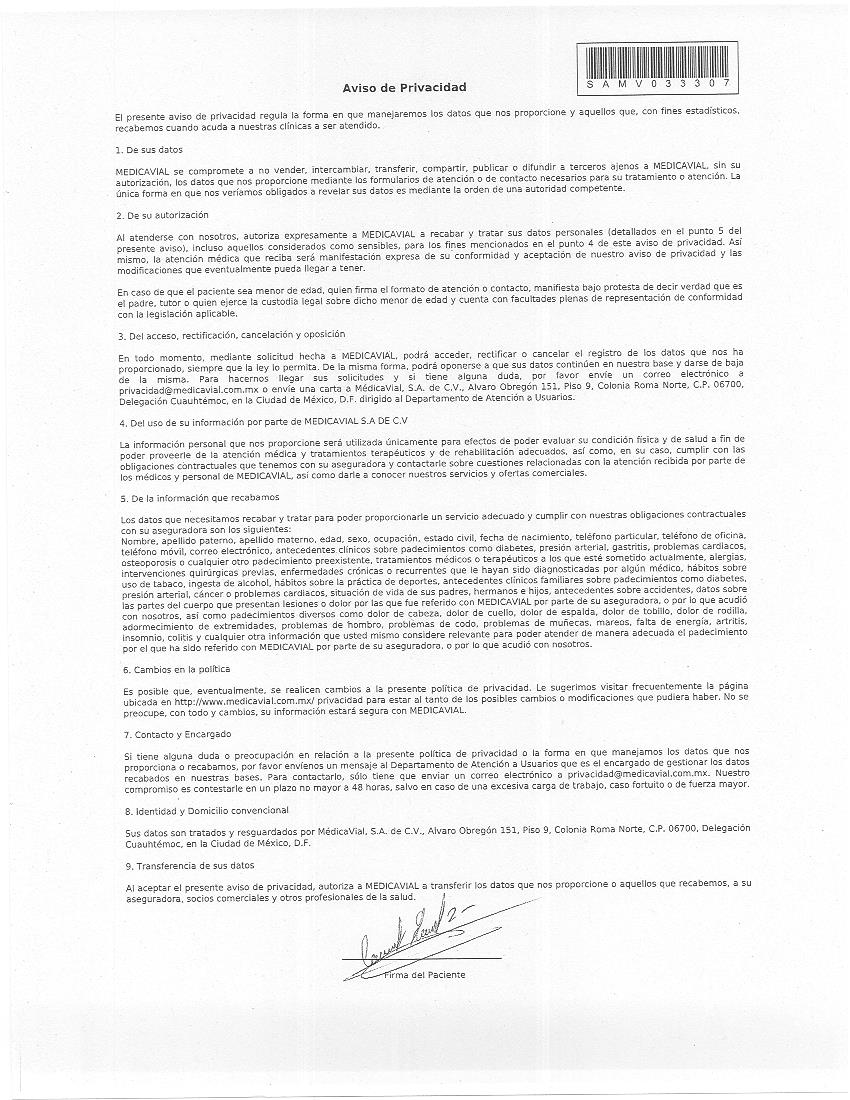 SAMV033307
Aviso de Privacidad
El presente aviso de privacidad regula la forma en que manejaremos los datos que nos proporcione y aquellos que, con fines estadísticos,
recabemos cuando acuda a nuestras clínicas a ser atendido.
1. De sus datos
MEDICAVIAL se compromete a no vender, intercambiar, transferir, compartir, publicar o difundir a terceros ajenos a MEDICAVIAL, sin su
autorización, los datos que nos proporcione mediante los formularios de atención o de contacto necesarios para su tratamiento o atención. La
única forma en que nos veríamos obligados a revelar sus datos es mediante la orden de una autoridad competente.
2. De su autorización
Al atenderse con nosotros, autoriza expresamente a MEDICAVIAL a recabar y tratar sus datos personales (detallados en el punto 5 del
presente aviso), incluso aquellos considerados como sensibles, para los fines mencionados en el punto 4 de este aviso de privacidad. Así
mismo, la atención médica que reciba será manifestación expresa de su conformidad y aceptación de nuestro aviso de privacidad y las
modificaciones que eventualmente pueda llegar a tener.
En caso de que el paciente sea menor de edad, quien firma el formato de atención o contacto, manifiesta bajo protesta de decir verdad que es
el padre, tutor o quien ejerce la custodia legal sobre dicho menor de edad y cuenta con facultades plenas de representación de conformidad
con la legislación aplicable.
3. Del acceso, rectificación, cancelación y oposición
En todo momento, mediante solicitud hecha a MEDICAVIAL, podrá acceder, rectificar o cancelar el registro de los datos que nos ha
proporcionado, siempre que la ley lo permita. De la misma forma, podrá oponerse a que sus datos continúen en nuestra base y darse de baja
de la misma. Para hacernos llegar sus solicitudes y si tiene alguna duda, por favor envíe un correo electrónico a
privacidad@medicavial.com.mx o envíe una carta a MédicaVial, S.A. de C.V., Alvaro Obregón 151, Piso 9, Colonia Roma Norte, C.P. 06700,
Delegación Cuauhtémoc, en la Ciudad de México, D.F. dirigido al Departamento de Atención a Usuarios.
4. Del uso de su información por parte de MEDICAVIAL S.A DE C.V
La información personal que nos proporcione será utilizada únicamente para efectos de poder evaluar su condición física y de salud a fin de
poder proveerle de la atención médica y tratamientos terapéuticos y de rehabilitación adecuados, así como, en su caso, cumplir con las
obligaciones contractuales que tenemos con su aseguradora y contactarle sobre cuestiones relacionadas con la atención recibida por parte de
los médicos y personal de MEDICAVIAL, así como darle a conocer nuestros servicios y ofertas comerciales.
5. De la información que recabamos
Los datos que necesitamos recabar y tratar para poder proporcionarle un servicio adecuado y cumplir con nuestras obligaciones contractuales
con su aseguradora son los siguientes:
Nombre, apellido paterno, apellido materno, edad, sexo, ocupación, estado civil, fecha de nacimiento, teléfono particular, teléfono de oficina,
teléfono móvil, correo electrónico, antecedentes clínicos sobre padecimientos como diabetes, presión arterial, gastritis, problemas cardiacos,
osteoporosis o cualquier otro padecimiento preexistente, tratamientos médicos o terapéuticos a los que esté sometido actualmente, alergias,
intervenciones quirúrgicas previas, enfermedades crónicas o recurrentes que le hayan sido diagnosticadas por algún médico, hábitos sobre
uso de tabaco, ingesta de alcohol, hábitos sobre la práctica de deportes, antecedentes clínicos familiares sobre padecimientos como diabetes,
presión arterial, cáncer o problemas cardiacos, situación de vida de sus padres, hermanos e hijos, antecedentes sobre accidentes, datos sobre
las partes del cuerpo que presentan lesiones o dolor por las que fue referido con MEDICAVIAL por parte de su aseguradora, o por lo que acudió
con nosotros, así como padecimientos diversos como dolor de cabeza, dolor de cuello, dolor de espalda, dolor de tobillo, dolor de rodilla,
adormecimiento de extremidades, problemas de hombro, problemas de codo, problemas de muñecas, mareos, falta de energía, artritis,
insomnio, colitis y cualquier otra información que usted mismo considere relevante para poder atender de manera adecuada el padecimiento
por el que ha sido referido con MEDICAVIAL por parte de su aseguradora, o por lo que acudió con nosotros.
6. Cambios en la política
Es posible que, eventualmente, se realicen cambios a la presente política de privacidad. Le sugerimos visitar frecuentemente la página
ubicada en http://www.medicavial.com.mx/ privacidad para estar al tanto de los posibles cambios o modificaciones que pudiera haber. No se
preocupe, con todo y cambios, su información estará segura con MEDICAVIAL.
7. Contacto y Encargado
Si tiene alguna duda o preocupación en relación a la presente política de privacidad o la forma en que manejamos los datos que nos
proporciona o recabamos, por favor envíenos un mensaje al Departamento de Atención a Usuarios que es el encargado de gestionar los datos
recabados en nuestras bases. Para contactarlo, sólo tiene que enviar un correo electrónico a privacidad@medicavial.com.mx. Nuestro
compromiso es contestarle en un plazo no mayor a 48 horas, salvo en caso de una excesiva carga de trabajo, caso fortuito o de fuerza mayor.
8. Identidad y Domicilio convencional
Sus datos son tratados y resguardados por MédicaVial, S.A. de C.V., Alvaro Obregón 151, Piso 9, Colonia Roma Norte, C.P. 06700, Delegación
Cuauhtémoc, en la Ciudad de México, D.F.
9. Transferencia de sus datos
Al aceptar el presente aviso de privacidad, autoriza a MEDICAVIAL a transferir los datos que nos proporcione o aquellos que recabemos, a su
aseguradora, socios comerciales y otros profesionales de la salud.
Firma del Paciente